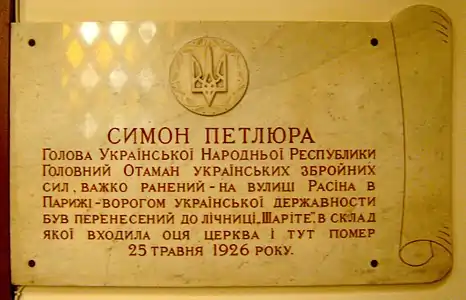 СИМОН ПЕТЛЮРА
Голова Української Народньої Республики
Головний Отаман українських збройних
сил, важко ранений - на вулиш Расіна в
Парижі - ворогом української державности
був перенесений до лічниці, „Шаріте", в склад
якої входила оця церква і тут помер
25 травня 1926 року.